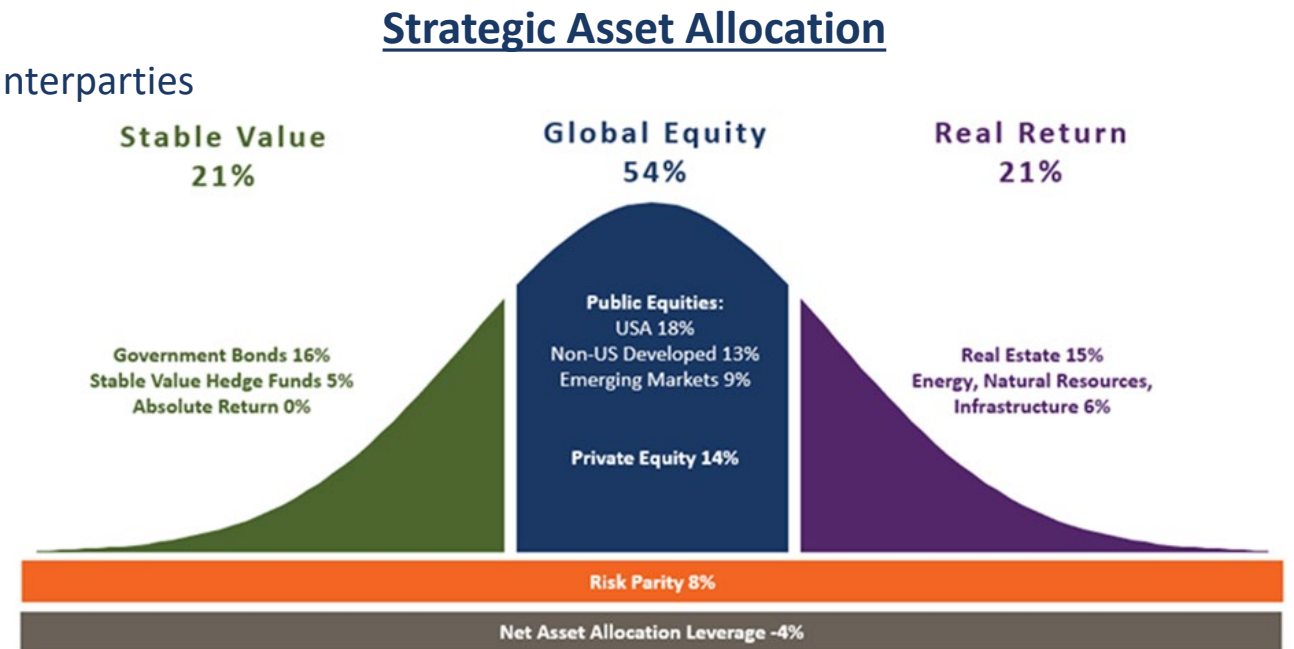 Strategic Asset Allocation
nterparties
Stable Value
21%
Global Equity
54%
Real Return
21%
Government Bonds 16%
Stable Value Hedge Funds 5%
Absolute Return 0%
Public Equities:
USA 18%
Non-US Developed 13%
Emerging Markets 9%
Private Equity 14%
Real Estate 15%
Energy, Natural Resources,
Infrastructure 6%
Risk Parity 8%
Net Asset Allocation Leverage -4%